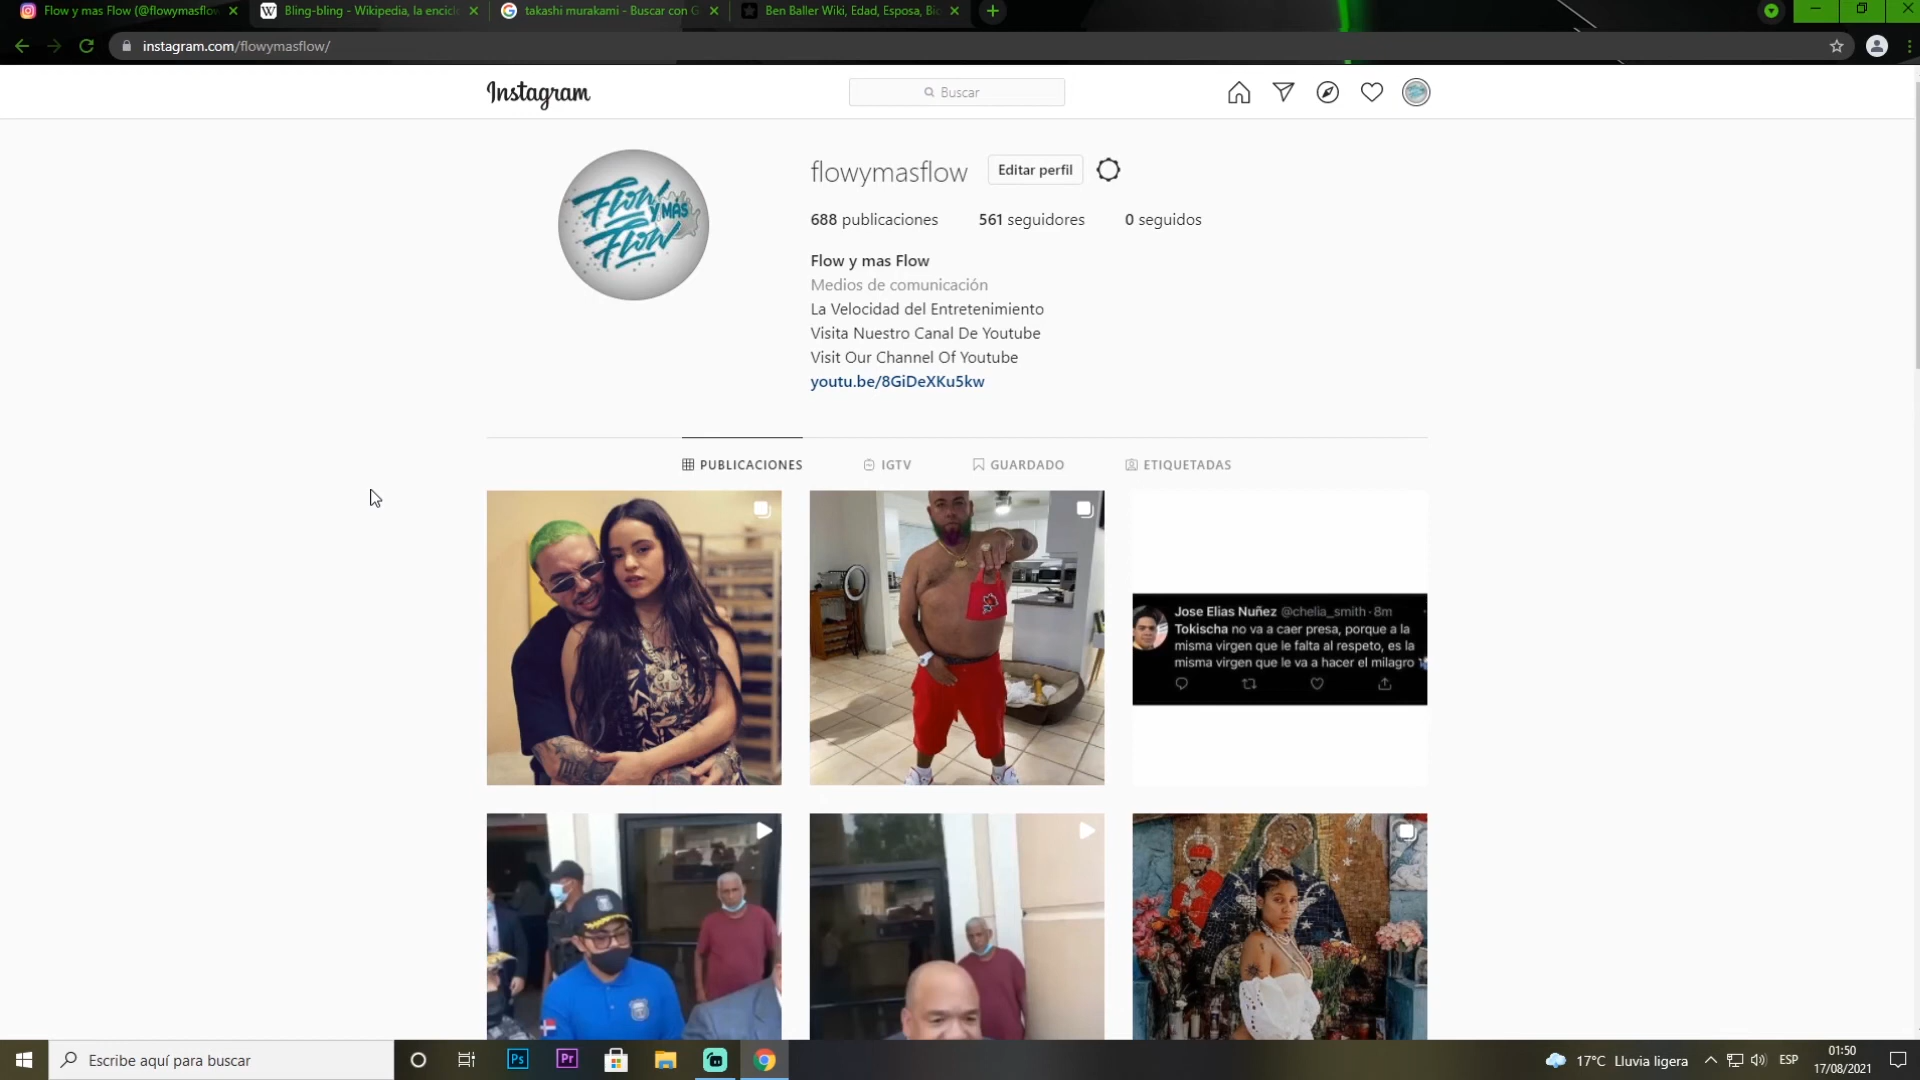 Flow y mas Flow (@flowymasflow
Bling-bling - Wikipedia, la encicl
takashi murakami - Buscar con G
Ben Baller Wiki, Edad, Esposa, Bi
instagram.com/flowymasflow/
Instagram
Buscar
Flow
y MÁS
Flow
flowymasflow
Editar perfil
688 publicaciones
561 seguidores
0 seguidos
Flow y mas Flow
Medios de comunicación
La Velocidad del Entretenimiento
Visita Nuestro Canal De Youtube
Visit Our Channel Of Youtube
youtu.be/8GiDeXKu5kw
PUBLICACIONES
IGTV
GUARDADO
ETIQUETADAS
Jose Elias Nuñez @chelia_smith · 8m
Tokischa no va a caer presa, porque a la
misma virgen que le falta al respeto, es la
misma virgen que le va a hacer el milagro
Escribe aquí para buscar
Ps
Pr
17°C Lluvia ligera
ESP
01:50
17/08/2021